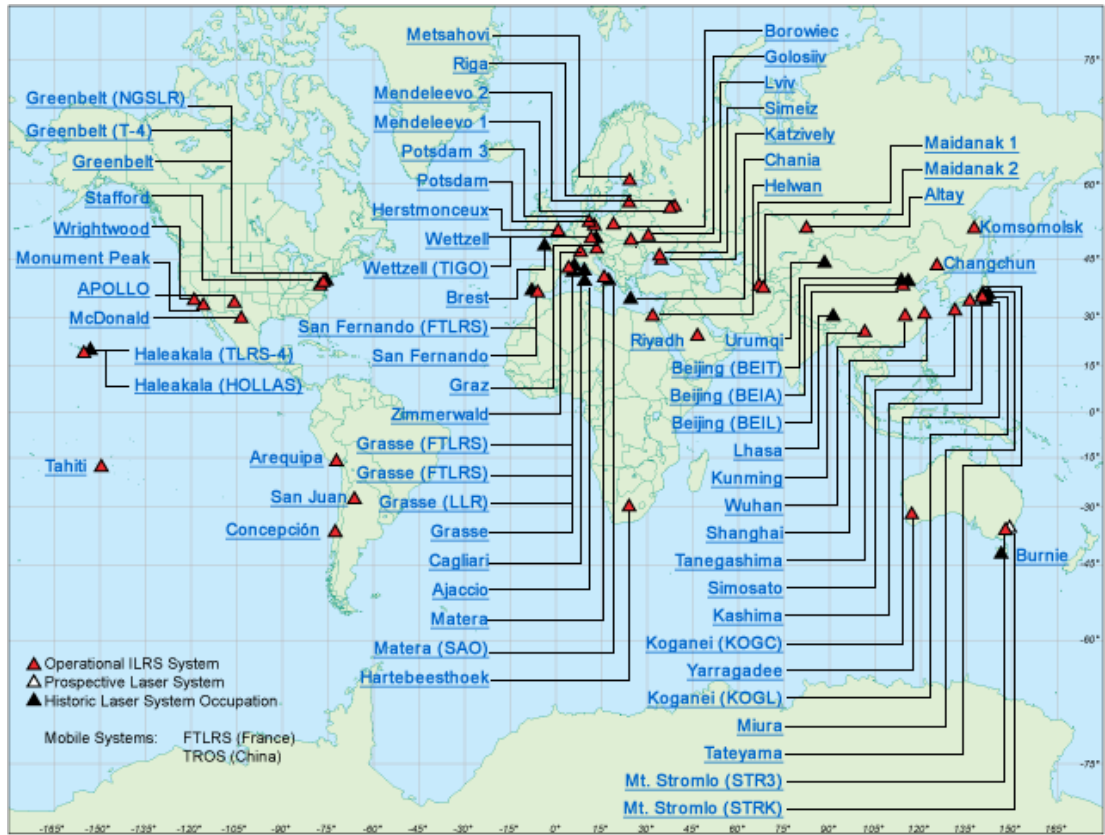 Metsahovi
Riga
Mendeleevo 2
Mendeleevo 1
Potsdam 3
Potsdam
Herstmonceux
Wettzell
Wettzell (TIGO)
Brest
San Fernando (FTLRS)
San Fernando
Graz
Zimmerwald
Grasse (FTLRS)
Grasse (FTLRS)
Grasse (LLR)
Grasse
Cagliari
Ajaccio
Matera
Matera (SAO)
Hartebeesthoek
Borowiec
Golosiiv
Lviv
Simeiz
Katzively
Chania
Helwan
Maidanak 1
Maidanak 2
Altay
Komsomolsk
Changchun
Riyadh
Urumqi
Beijing (BEIT)
Beijing (BEIA)
Beijing (BEIL)
Lhasa
Kunming
Wuhan
Shanghai
Tanegashima
Simosato
Kashima
Koganei (KOGC)
Yarragadee
Koganei (KOGL)
Miura
Tateyama
Mt. Stromlo (STR3)
Mt. Stromlo (STRK)
Burnie
Greenbelt (NGSLR)
Greenbelt (T-4)
Greenbelt
Stafford
Wrightwood
Monument Peak
APOLLO
McDonald
Haleakala (TLRS-4)
Haleakala (HOLLAS)
Tahiti
Arequipa
San Juan
Concepción
Operational ILRS System
Prospective Laser System
Historic Laser System Occupation
Mobile Systems: FTLRS (France)
TROS (China)
75°
60°
45°
30°
15°
0°
-15°
-30°
-45°
-60°
-75°
-165° -150° -135° -120° -105° -90° -75° -60° -45° -30° -15° 0° 15° 30° 45° 60° 75° 90° 105° 120° 135° 150° 165°